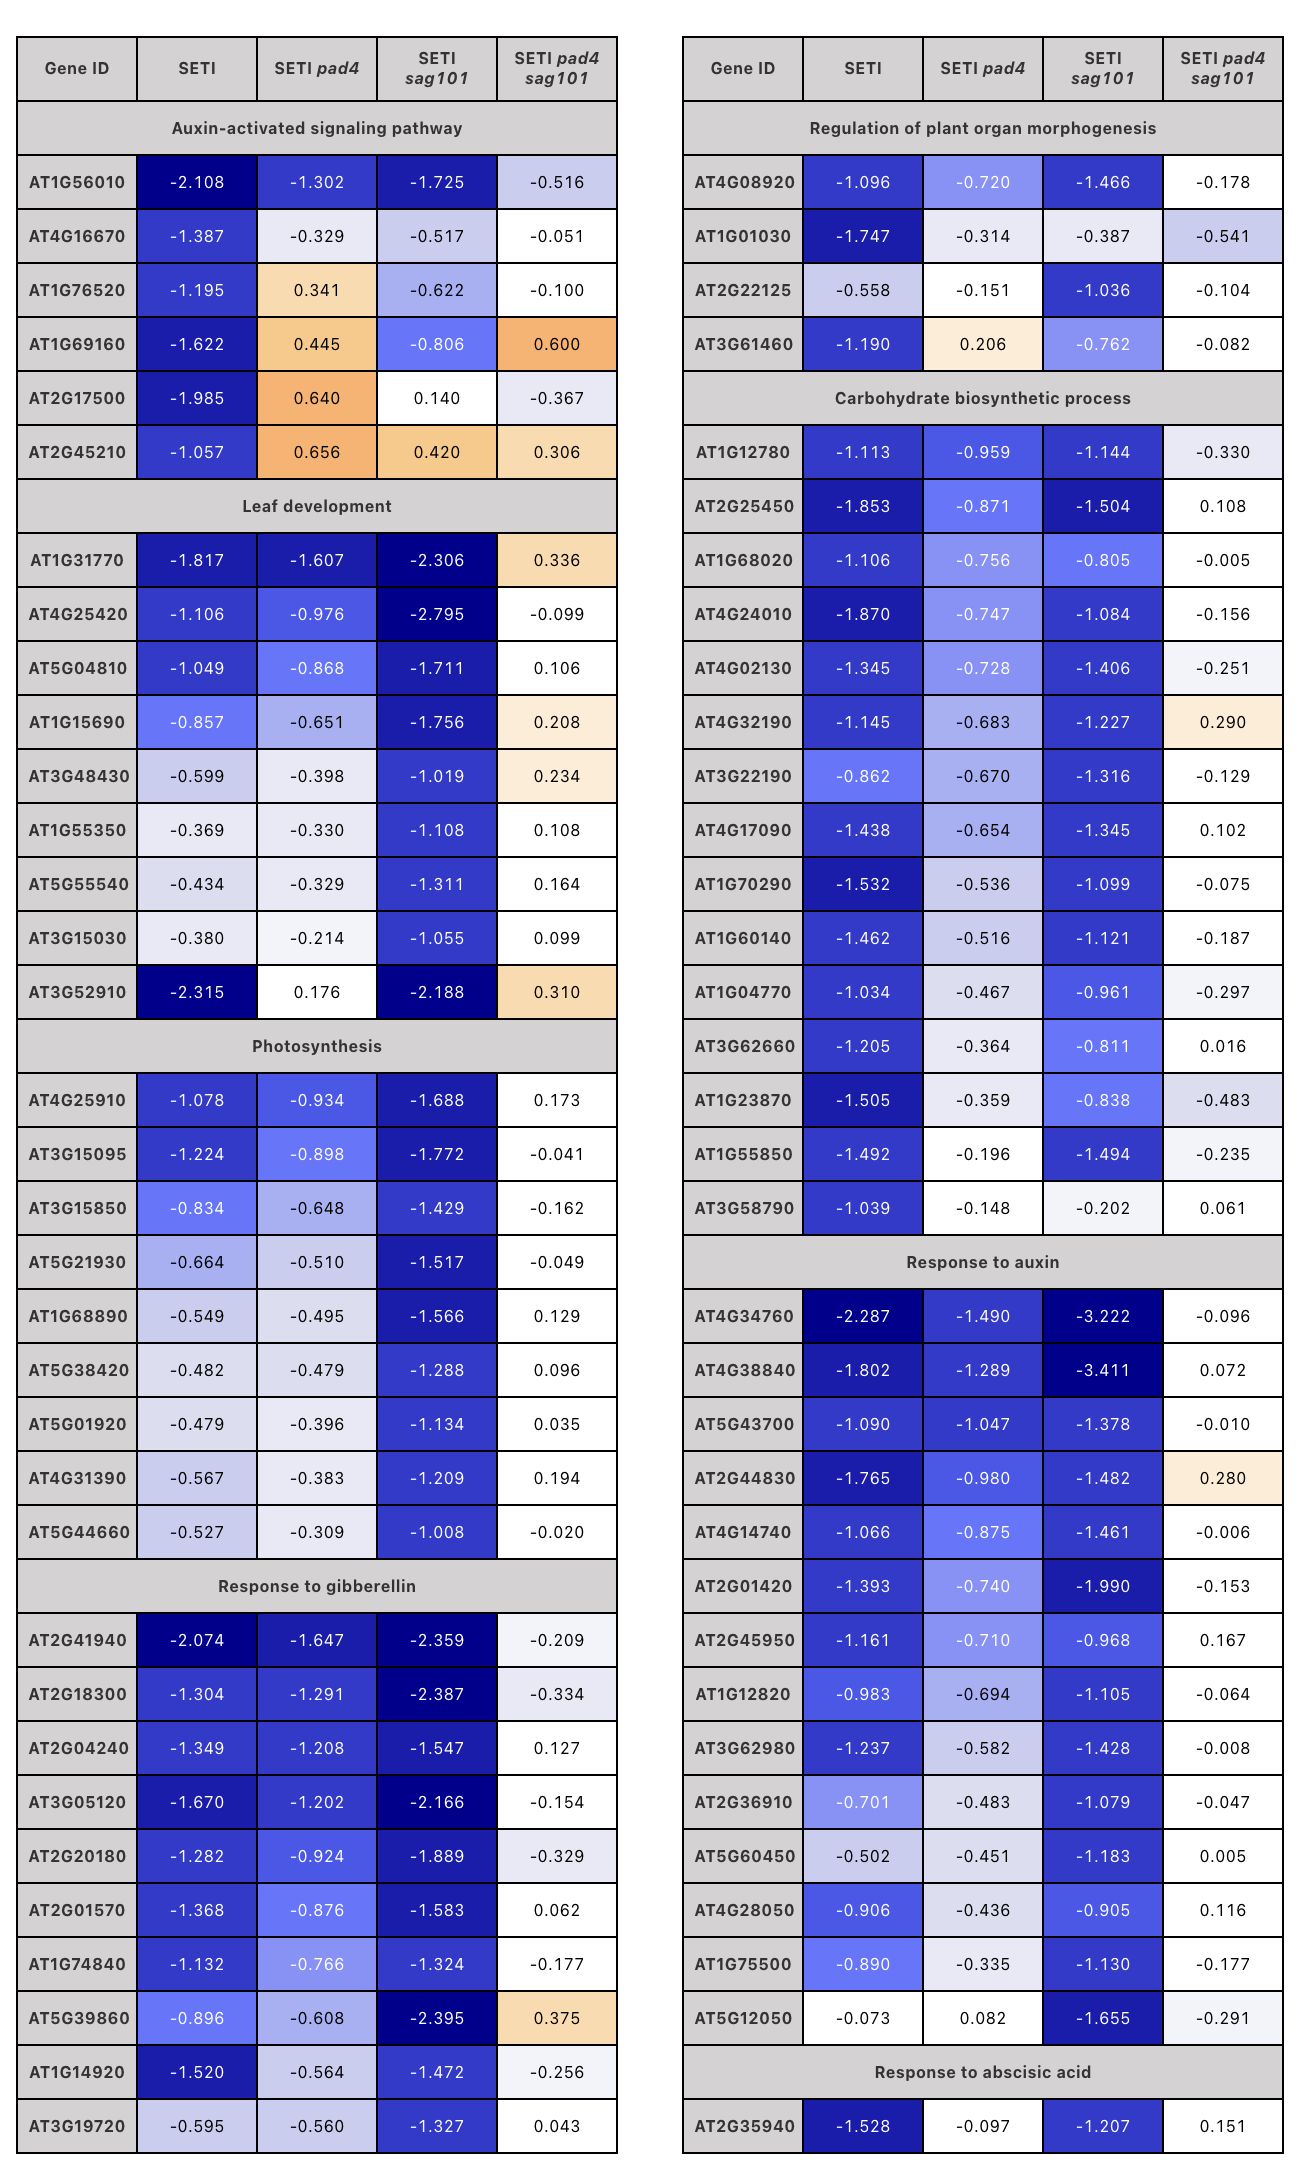 Gene ID SETI SETI pad4 SETI sag101 SETI pad4 sag101
Auxin-activated signaling pathway
AT1G56010 -2.108 -1.302 -1.725 -0.516
AT4G16670 -1.387 -0.329 -0.517 -0.051
AT1G76520 -1.195 0.341 -0.622 -0.100
AT1G69160 -1.622 0.445 -0.806 0.600
AT2G17500 -1.985 0.640 0.140 -0.367
AT2G45210 -1.057 0.656 0.420 0.306
Leaf development
AT1G31770 -1.817 -1.607 -2.306 0.336
AT4G25420 -1.106 -0.976 -2.795 -0.099
AT5G04810 -1.049 -0.868 -1.711 0.106
AT1G15690 -0.857 -0.651 -1.756 0.208
AT3G48430 -0.599 -0.398 -1.019 0.234
AT1G55350 -0.369 -0.330 -1.108 0.108
AT5G55540 -0.434 -0.329 -1.311 0.164
AT3G15030 -0.380 -0.214 -1.055 0.099
AT3G52910 -2.315 0.176 -2.188 0.310
Photosynthesis
AT4G25910 -1.078 -0.934 -1.688 0.173
AT3G15095 -1.224 -0.898 -1.772 -0.041
AT3G15850 -0.834 -0.648 -1.429 -0.162
AT5G21930 -0.664 -0.510 -1.517 -0.049
AT1G68890 -0.549 -0.495 -1.566 0.129
AT5G38420 -0.482 -0.479 -1.288 0.096
AT5G01920 -0.479 -0.396 -1.134 0.035
AT4G31390 -0.567 -0.383 -1.209 0.194
AT5G44660 -0.527 -0.309 -1.008 -0.020
Response to gibberellin
AT2G41940 -2.074 -1.647 -2.359 -0.209
AT2G18300 -1.304 -1.291 -2.387 -0.334
AT2G04240 -1.349 -1.208 -1.547 0.127
AT3G05120 -1.670 -1.202 -2.166 -0.154
AT2G20180 -1.282 -0.924 -1.889 -0.329
AT2G01570 -1.368 -0.876 -1.583 0.062
AT1G74840 -1.132 -0.766 -1.324 -0.177
AT5G39860 -0.896 -0.608 -2.395 0.375
AT1G14920 -1.520 -0.564 -1.472 -0.256
AT3G19720 -0.595 -0.560 -1.327 0.043
Gene ID SETI SETI pad4 SETI sag101 SETI pad4 sag101
Regulation of plant organ morphogenesis
AT4G08920 -1.096 -0.720 -1.466 -0.178
AT1G01030 -1.747 -0.314 -0.387 -0.541
AT2G22125 -0.558 -0.151 -1.036 -0.104
AT3G61460 -1.190 0.206 -0.762 -0.082
Carbohydrate biosynthetic process
AT1G12780 -1.113 -0.959 -1.144 -0.330
AT2G25450 -1.853 -0.871 -1.504 0.108
AT1G68020 -1.106 -0.756 -0.805 -0.005
AT4G24010 -1.870 -0.747 -1.084 -0.156
AT4G02130 -1.345 -0.728 -1.406 -0.251
AT4G32190 -1.145 -0.683 -1.227 0.290
AT3G22190 -0.862 -0.670 -1.316 -0.129
AT4G17090 -1.438 -0.654 -1.345 0.102
AT1G70290 -1.532 -0.536 -1.099 -0.075
AT1G60140 -1.462 -0.516 -1.121 -0.187
AT1G04770 -1.034 -0.467 -0.961 -0.297
AT3G62660 -1.205 -0.364 -0.811 0.016
AT1G23870 -1.505 -0.359 -0.838 -0.483
AT1G55850 -1.492 -0.196 -1.494 -0.235
AT3G58790 -1.039 -0.148 -0.202 0.061
Response to auxin
AT4G34760 -2.287 -1.490 -3.222 -0.096
AT4G38840 -1.802 -1.289 -3.411 0.072
AT5G43700 -1.090 -1.047 -1.378 -0.010
AT2G44830 -1.765 -0.980 -1.482 0.280
AT4G14740 -1.066 -0.875 -1.461 -0.006
AT2G01420 -1.393 -0.740 -1.990 -0.153
AT2G45950 -1.161 -0.710 -0.968 0.167
AT1G12820 -0.983 -0.694 -1.105 -0.064
AT3G62980 -1.237 -0.582 -1.428 -0.008
AT2G36910 -0.701 -0.483 -1.079 -0.047
AT5G60450 -0.502 -0.451 -1.183 0.005
AT4G28050 -0.906 -0.436 -0.905 0.116
AT1G75500 -0.890 -0.335 -1.130 -0.177
AT5G12050 -0.073 0.082 -1.655 -0.291
Response to abscisic acid
AT2G35940 -1.528 -0.097 -1.207 0.151